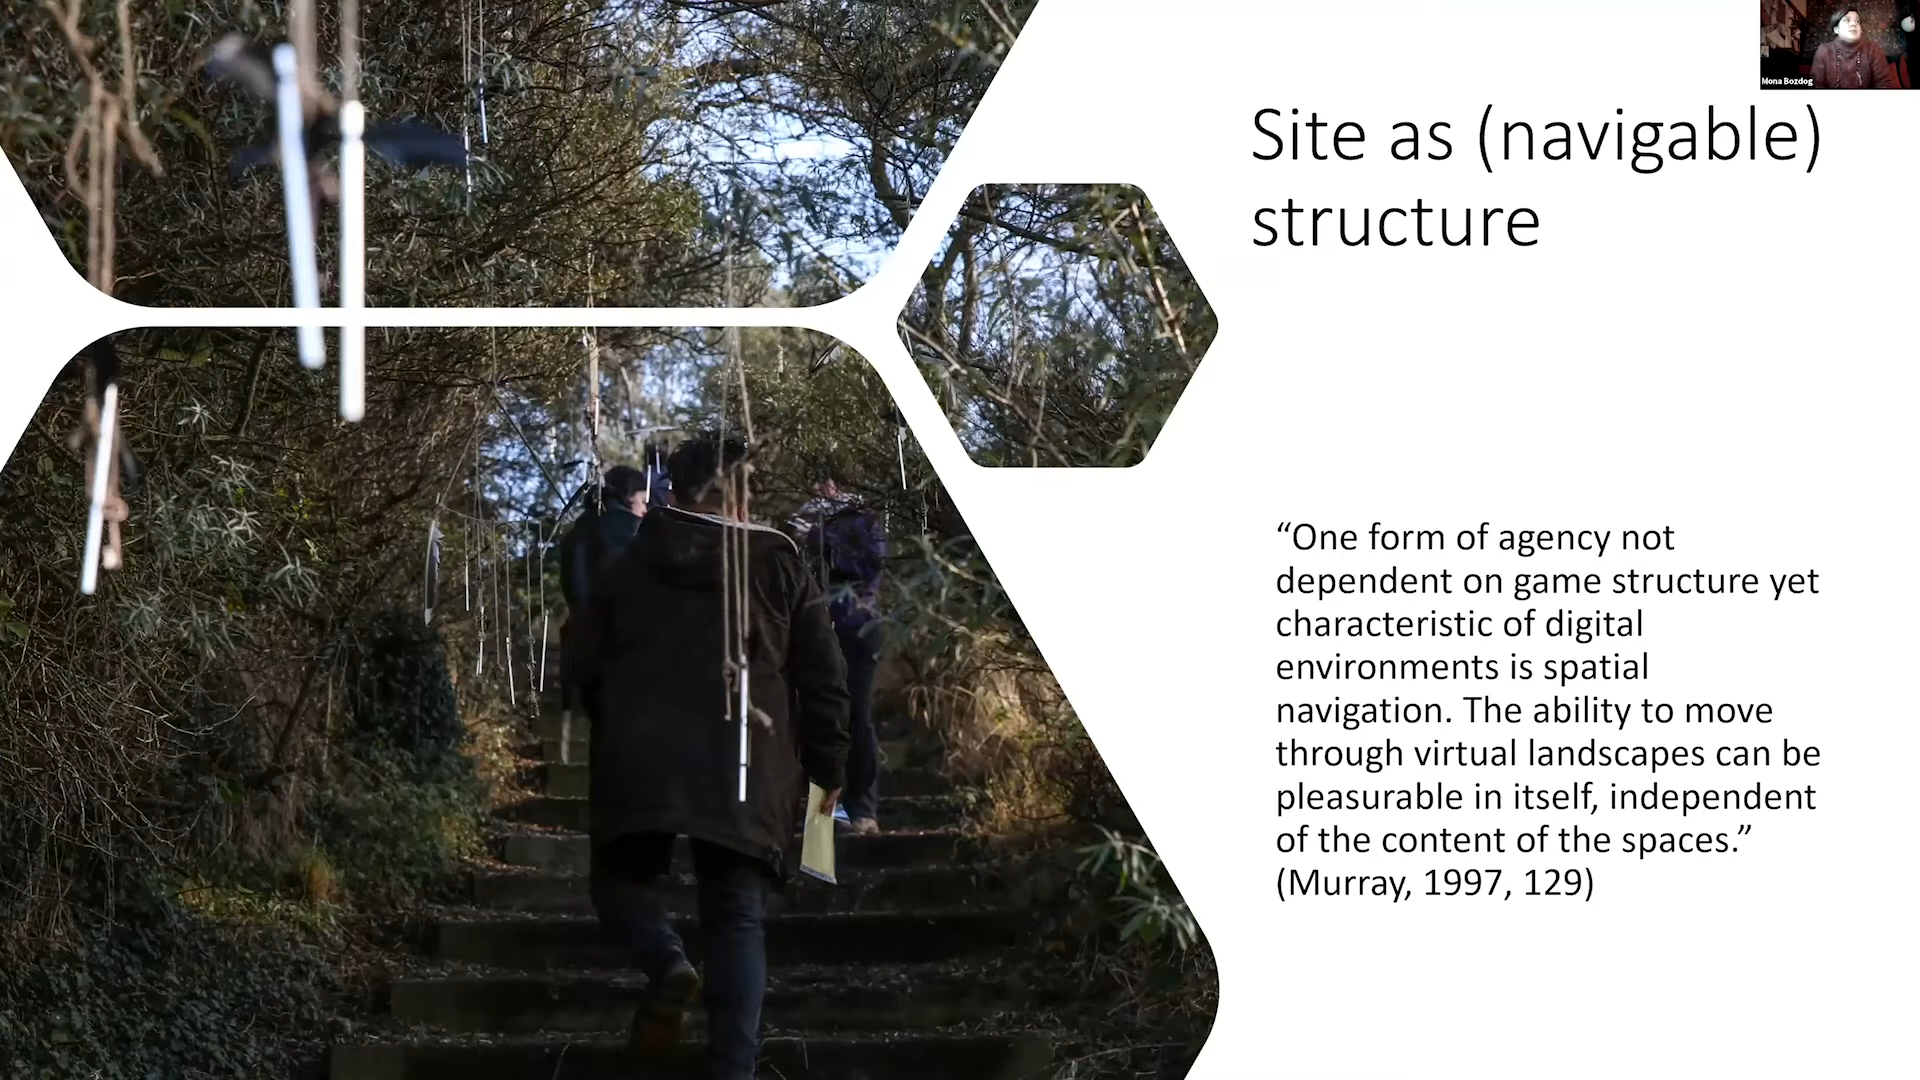 Mona Bozdog
Site as (navigable)
structure
“One form of agency not
dependent on game structure yet
characteristic of digital
environments is spatial
navigation. The ability to move
through virtual landscapes can be
pleasurable in itself, independent
of the content of the spaces.”
(Murray, 1997, 129)